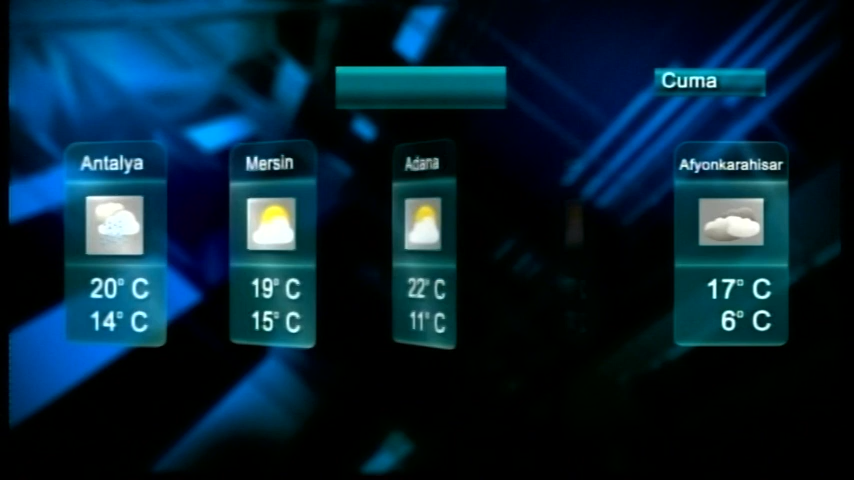 Cuma
Antalya
20° C
14° C
Mersin
19° C
15° C
Adana
22° C
11° C
Afyonkarahisar
17° C
6° C